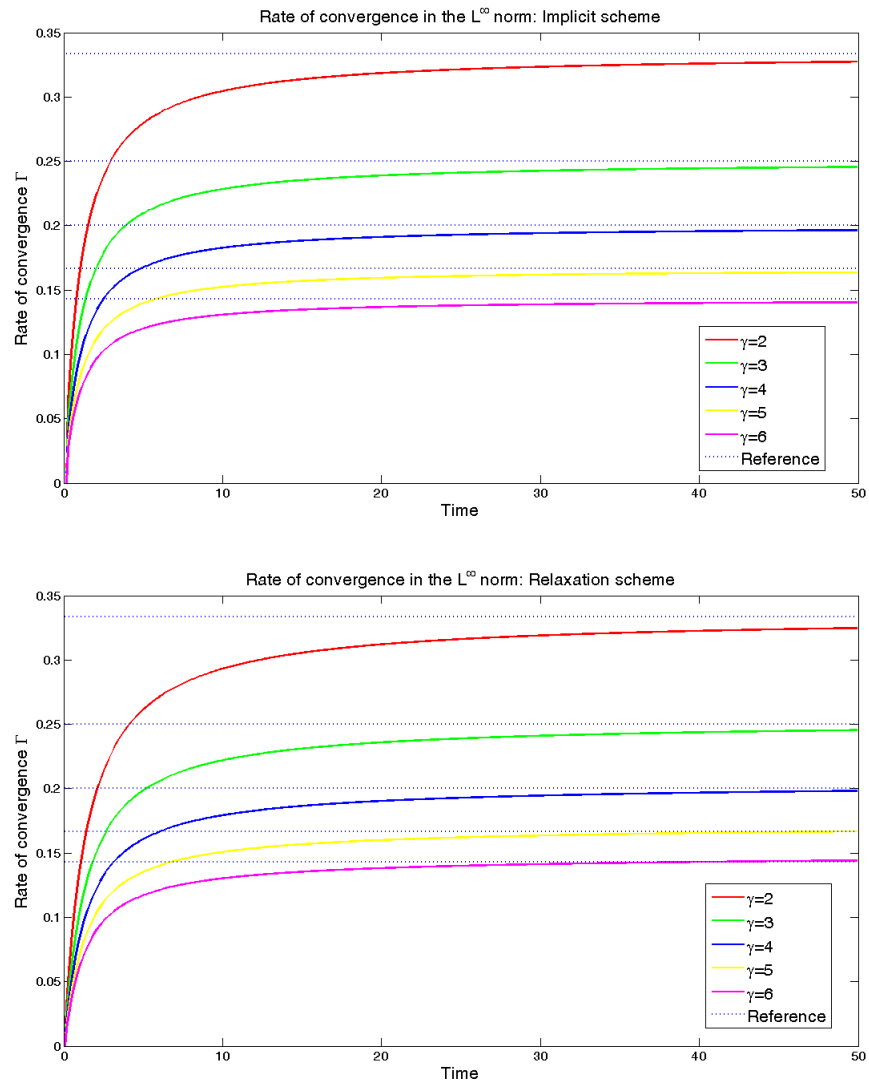 Rate of convergence in the L∞ norm: Implicit scheme
Rate of convergence Γ
0.35
0.3
0.25
0.2
0.15
0.1
0.05
0
0
10
20
30
40
50
Time
γ=2
γ=3
γ=4
γ=5
γ=6
Reference
Rate of convergence in the L∞ norm: Relaxation scheme
Rate of convergence Γ
0.35
0.3
0.25
0.2
0.15
0.1
0.05
0
0
10
20
30
40
50
Time
γ=2
γ=3
γ=4
γ=5
γ=6
Reference